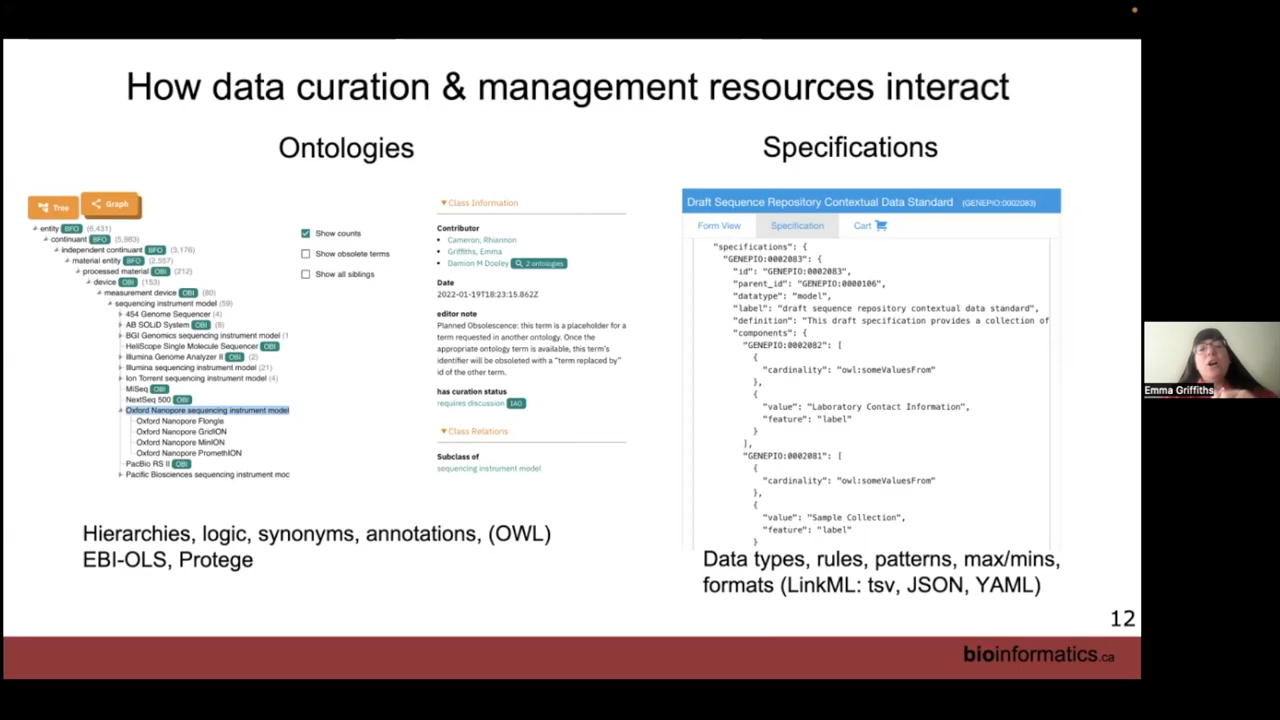 How data curation & management resources interact
Ontologies
Tree
Graph
entity BFO (6,431)
continuant BFO (5,983)
independent continuant BFO (3,176)
material entity BFO (2,557)
processed material OBI (212)
device OBI (153)
measurement device OBI (80)
sequencing instrument model (59)
454 Genome Sequencer (4)
AB SOLiD System OBI (8)
BGI Genomics sequencing instrument model (1
HeliScope Single Molecule Sequencer OBI
Illumina Genome Analyzer II OBI (2)
Illumina sequencing instrument model (21)
Ion Torrent sequencing instrument model (4)
MiSeq OBI
NextSeq 500 OBI
Oxford Nanopore sequencing instrument model
Oxford Nanopore Flongle
Oxford Nanopore GridION
Oxford Nanopore MinION
Oxford Nanopore PromethION
PacBio RS II OBI
Pacific Biosciences sequencing instrument moc
Show counts
Show obsolete terms
Show all siblings
Class Information
Contributor
Cameron, Rhiannon
Griffiths, Emma
Damion M Dooley 2 ontologies
Date
2022-01-19T18:23:15.862Z
editor note
Planned Obsolescence: this term is a placeholder for a
term requested in another ontology. Once the
appropriate ontology term is available, this term's
identifier will be obsoleted with a "term replaced by"
id of the other term.
has curation status
requires discussion IAO
Class Relations
Subclass of
sequencing instrument model
Hierarchies, logic, synonyms, annotations, (OWL)
EBI-OLS, Protege
Specifications
Draft Sequence Repository Contextual Data Standard (GENEPIO:0002083)
Form View Specification Cart
"specifications": {
"GENEPIO:0002083": {
"id": "GENEPIO:0002083",
"parent_id": "GENEPIO:0000106",
"datatype": "model",
"label": "draft sequence repository contextual data standard",
"definition": "This draft specification provides a collection of
"components": {
"GENEPIO:0002082": [
{
"cardinality": "owl:someValuesFrom"
},
{
"value": "Laboratory Contact Information",
"feature": "label"
}
],
"GENEPIO:0002081": [
{
"cardinality": "owl:someValuesFrom"
},
{
"value": "Sample Collection",
"feature": "label"
}
Data types, rules, patterns, max/mins,
formats (LinkML: tsv, JSON, YAML)
12
bioinformatics.ca
Emma Griffiths